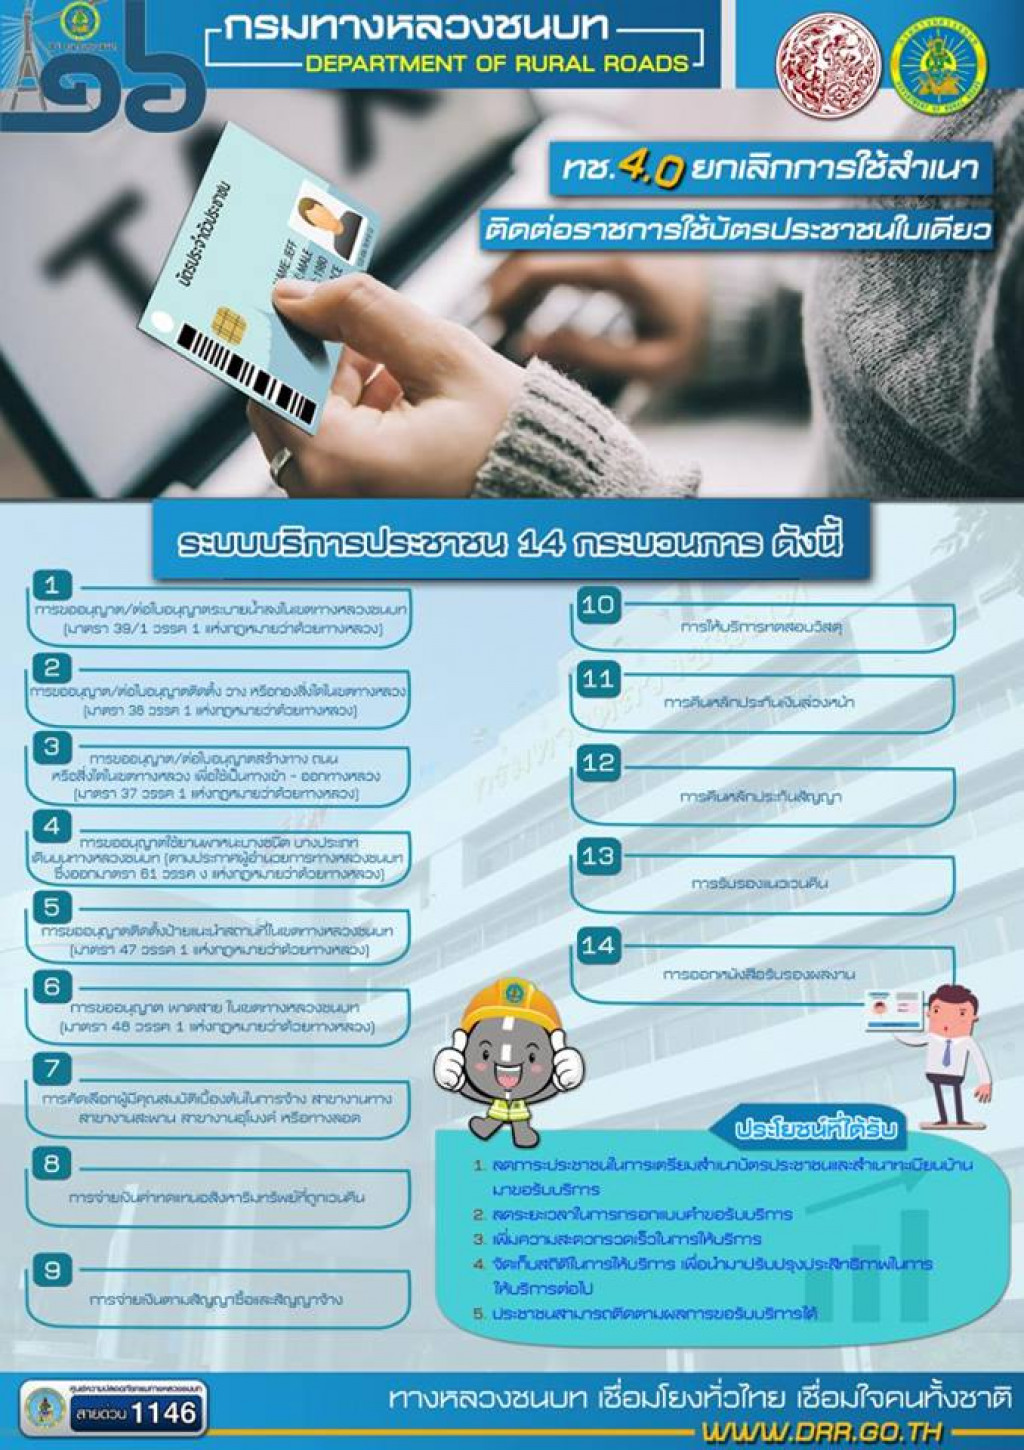 ๑๖
กรมทางหลวงชนบท
DEPARTMENT OF RURAL ROADS
ทช.4.0 ยกเลิกการใช้สำเนา
ติดต่อราชการใช้บัตรประชาชนใบเดียว
บัตรประจำตัวประชาชน
ระบบบริการประชาชน 14 กระบวนการ ดังนี้
1
การขออนุญาต/ต่อใบอนุญาตระบายน้ำลงในเขตทางหลวงชนบท
(มาตรา 39/1 วรรค 1 แห่งกฎหมายว่าด้วยทางหลวง)
2
การขออนุญาต/ต่อใบอนุญาตติดตั้ง วาง หรือกองสิ่งใดในเขตทางหลวง
(มาตรา 38 วรรค 1 แห่งกฎหมายว่าด้วยทางหลวง)
3
การขออนุญาต/ต่อใบอนุญาตสร้างทาง ถนน
หรือสิ่งใดในเขตทางหลวง เพื่อใช้เป็นทางเข้า - ออกทางหลวง
(มาตรา 37 วรรค 1 แห่งกฎหมายว่าด้วยทางหลวง)
4
การขออนุญาตใช้ยานพาหนะบางชนิด บางประเภท
เดินบนทางหลวงชนบท (ตามประกาศผู้อำนวยการทางหลวงชนบท
ซึ่งออกมาตรา 61 วรรค ง แห่งกฎหมายว่าด้วยทางหลวง)
5
การขออนุญาตติดตั้งป้ายแนะนำสถานที่ในเขตทางหลวงชนบท
(มาตรา 47 วรรค 1 แห่งกฎหมายว่าด้วยทางหลวง)
6
การขออนุญาต พาดสาย ในเขตทางหลวงชนบท
(มาตรา 48 วรรค 1 แห่งกฎหมายว่าด้วยทางหลวง)
7
การคัดเลือกผู้มีคุณสมบัติเบื้องต้นในการจ้าง สาขางานทาง
สาขางานสะพาน สาขางานอุโมงค์ หรือทางลอด
8
การจ่ายเงินค่าทดแทนอสังหาริมทรัพย์ที่ถูกเวนคืน
9
การจ่ายเงินตามสัญญาซื้อและสัญญาจ้าง
10
การให้บริการทดสอบวัสดุ
11
การคืนหลักประกันเงินล่วงหน้า
12
การคืนหลักประกันสัญญา
13
การรับรองแนวเวนคืน
14
การออกหนังสือรับรองผลงาน
ประโยชน์ที่ได้รับ
1. ลดภาระประชาชนในการเตรียมสำเนาบัตรประชาชนและสำเนาทะเบียนบ้าน
มาขอรับบริการ
2. ลดระยะเวลาในการกรอกแบบคำขอรับบริการ
3. เพิ่มความสะดวกรวดเร็วในการให้บริการ
4. จัดเก็บสถิติในการให้บริการ เพื่อนำมาปรับปรุงประสิทธิภาพในการ
ให้บริการต่อไป
5. ประชาชนสามารถติดตามผลการขอรับบริการได้
ศูนย์ความปลอดภัยกรมทางหลวงชนบท
สายด่วน 1146
ทางหลวงชนบท เชื่อมโยงทั่วไทย เชื่อมใจคนทั้งชาติ
WWW.DRR.GO.TH